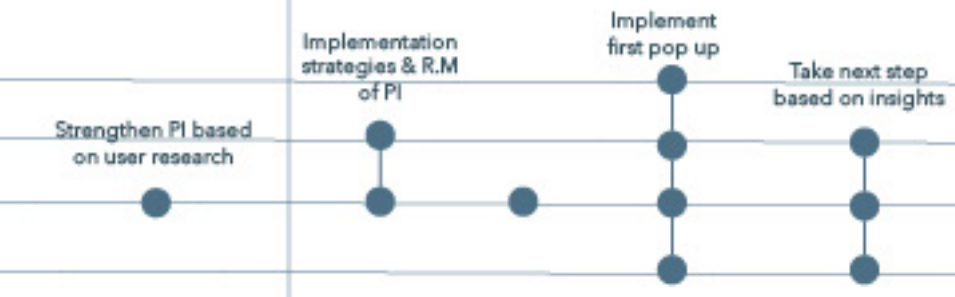 Strengthen PI based
on user research
Implementation
strategies & R.M
of PI
Implement
first pop up
Take next step
based on insights